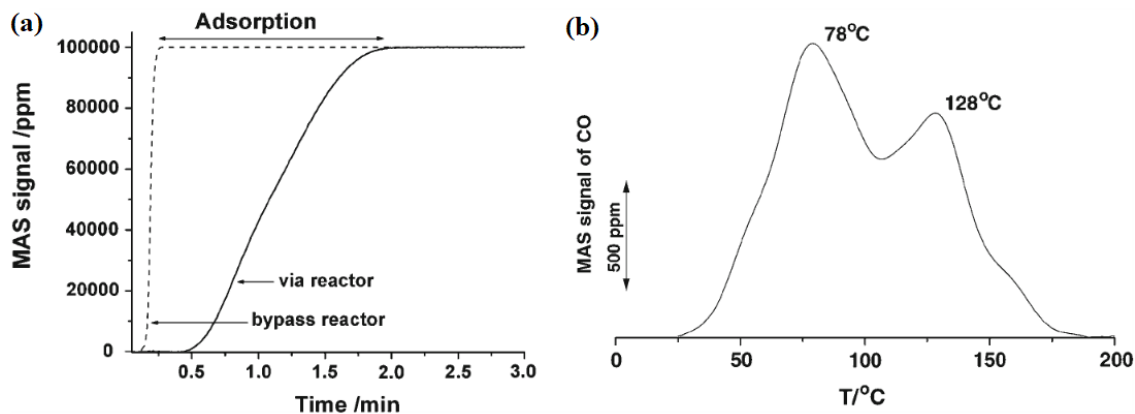 (a)
Adsorption
MAS signal /ppm
100000
80000
60000
40000
20000
0
via reactor
bypass reactor
0.5
1.0
1.5
2.0
2.5
3.0
Time /min
(b)
78°C
128°C
MAS signal of CO
500 ppm
0
50
100
150
200
T/°C